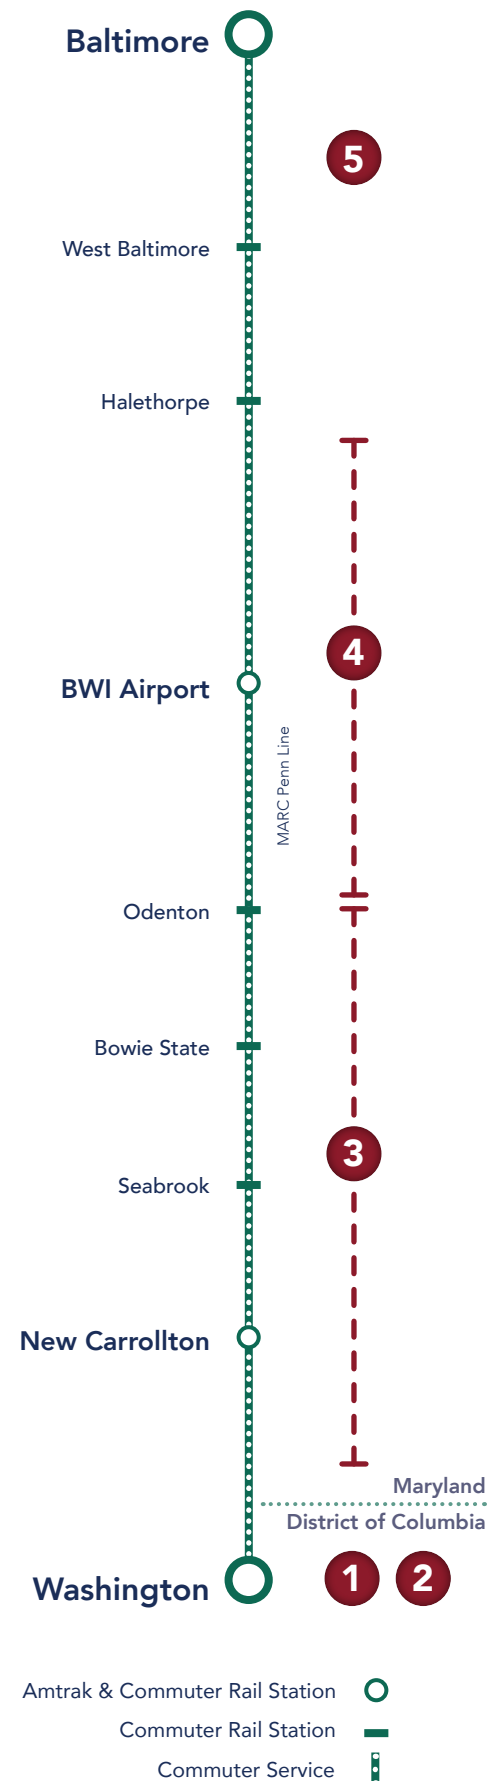 Baltimore
5
West Baltimore
Halethorpe
4
BWI Airport
MARC Penn Line
Odenton
Bowie State
3
Seabrook
New Carrollton
Maryland
District of Columbia
Washington
1 2
Amtrak & Commuter Rail Station
Commuter Rail Station
Commuter Service